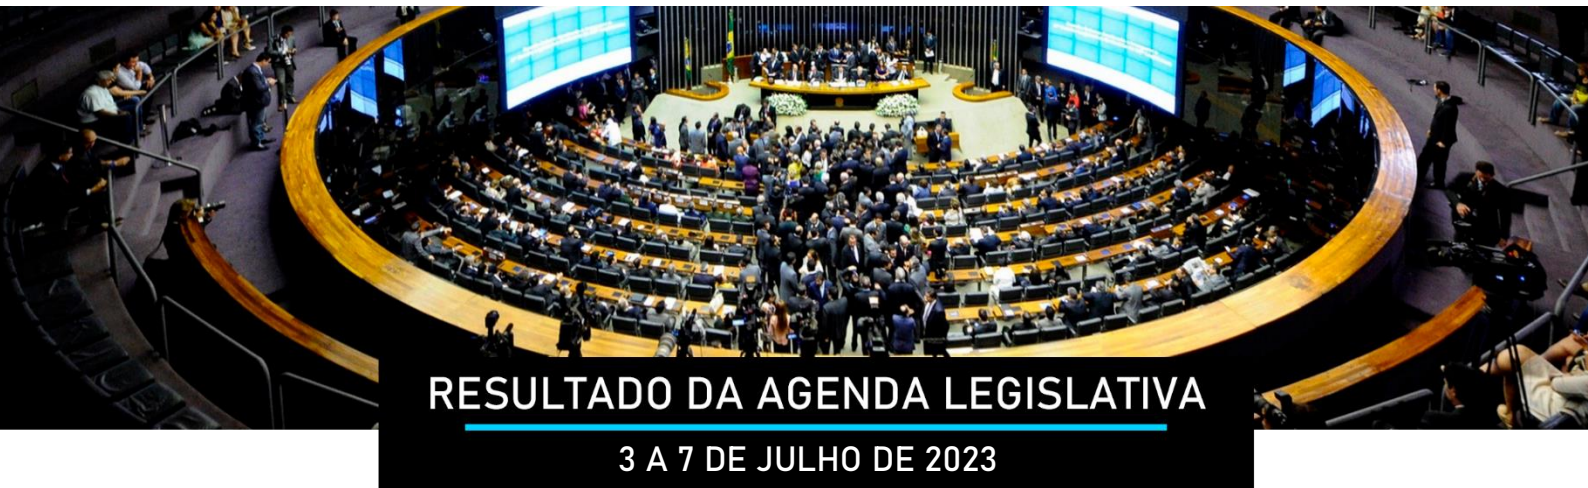 RESULTADO DA AGENDA LEGISLATIVA
3 A 7 DE JULHO DE 2023